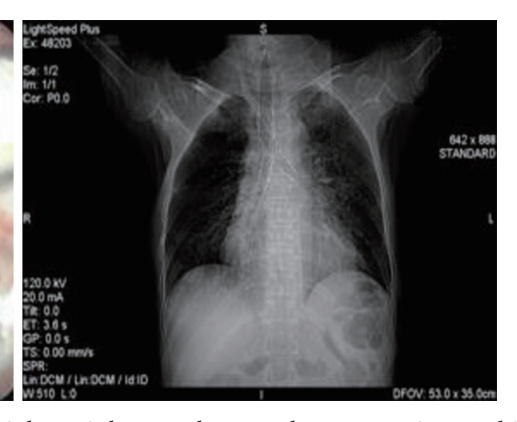 LightSpeed Plus
Ex: 48203
Se: 1/2
Im: 1/1
Cor: P0.0
S
642 x 888
STANDARD
R
L
120.0 kV
20.0 mA
Tilt: 0.0
ET: 3.6 s
GP: 0.0 s
TS: 0.00 mm/s
SPR:
Lin:DCM / Lin:DCM / Id:ID
W:510 L:0
I
DFOV: 53.0 x 35.0cm